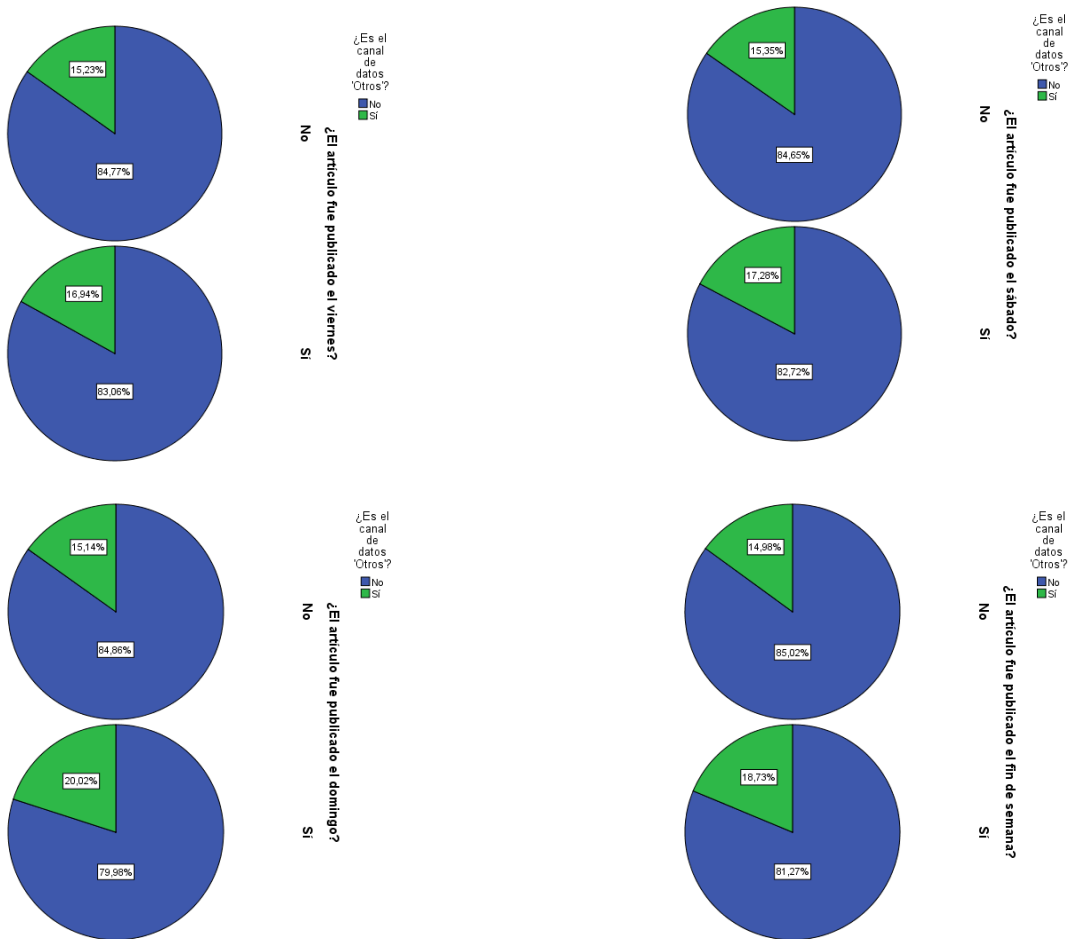 ¿Es el
canal
de
datos
'Otros'?
No
Sí
15,23%
84,77%
No
16,94%
83,06%
Sí
¿El artículo fue publicado el viernes?
¿Es el
canal
de
datos
'Otros'?
No
Sí
15,35%
84,65%
No
17,28%
82,72%
Sí
¿El artículo fue publicado el sábado?
¿Es el
canal
de
datos
'Otros'?
No
Sí
15,14%
84,86%
No
20,02%
79,98%
Sí
¿El artículo fue publicado el domingo?
¿Es el
canal
de
datos
'Otros'?
No
Sí
14,98%
85,02%
No
18,73%
81,27%
Sí
¿El artículo fue publicado el fin de semana?